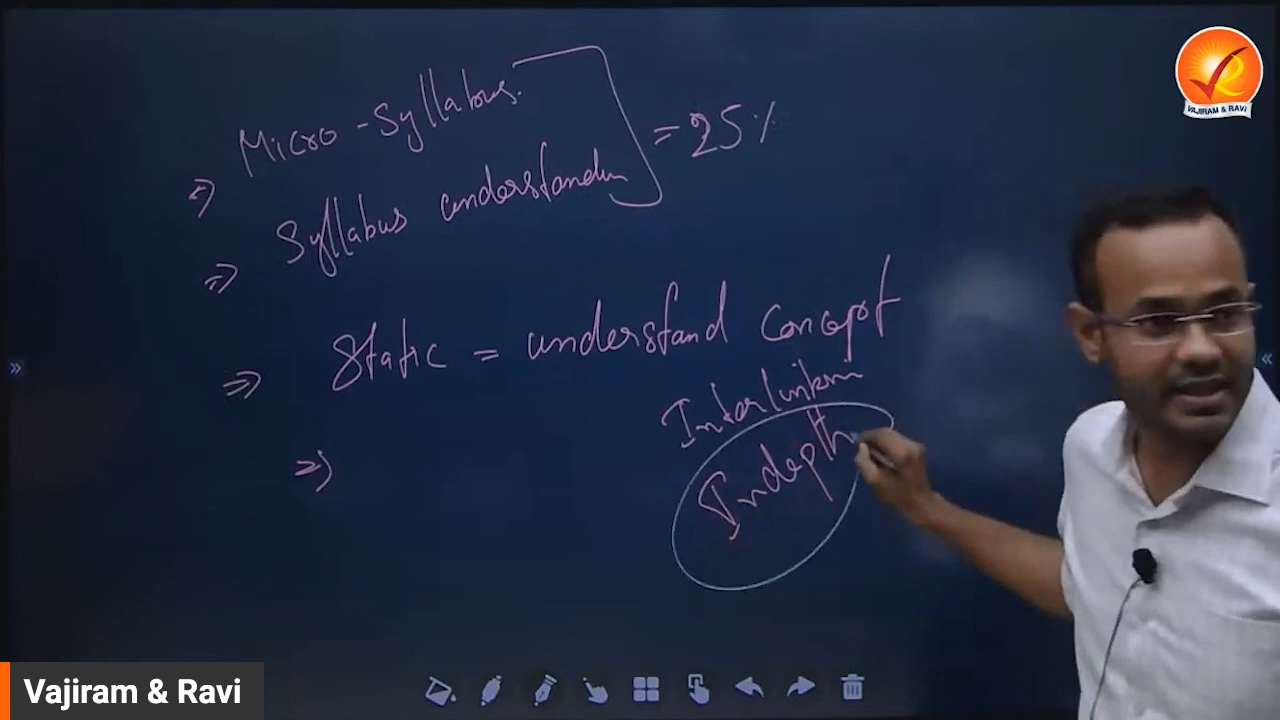 ⇒ Micro-Syllabus.
⇒ Syllabus understandin
= 25%
⇒ Static = understand concept
Interlinkin
Indepth
⇒
VAJIRAM & RAVI
Vajiram & Ravi